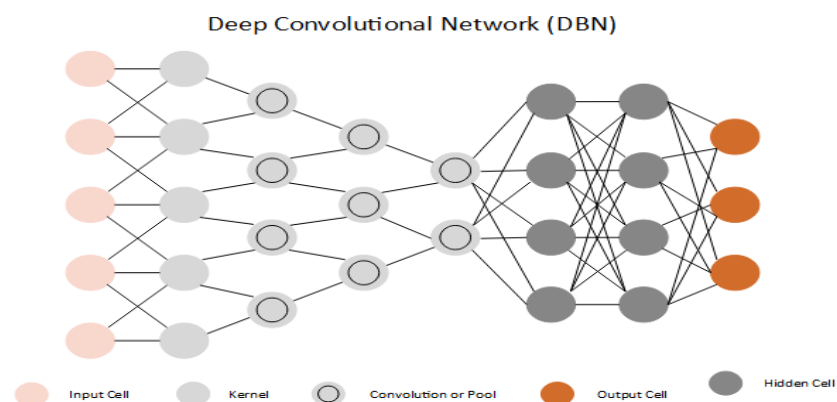 Deep Convolutional Network (DBN)
Input Cell
Kernel
Convolution or Pool
Output Cell
Hidden Cell